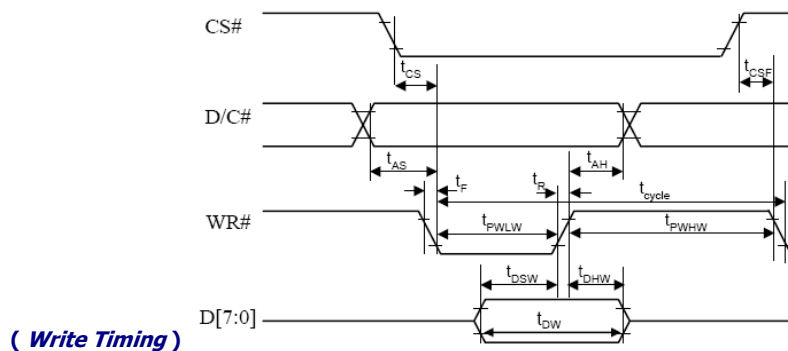 CS#
tCS
tCSF
D/C#
tAS
tF
tR
tAH
tcycle
WR#
tPWLW
tPWHW
tDSW
tDHW
D[7:0]
tDW
( Write Timing )